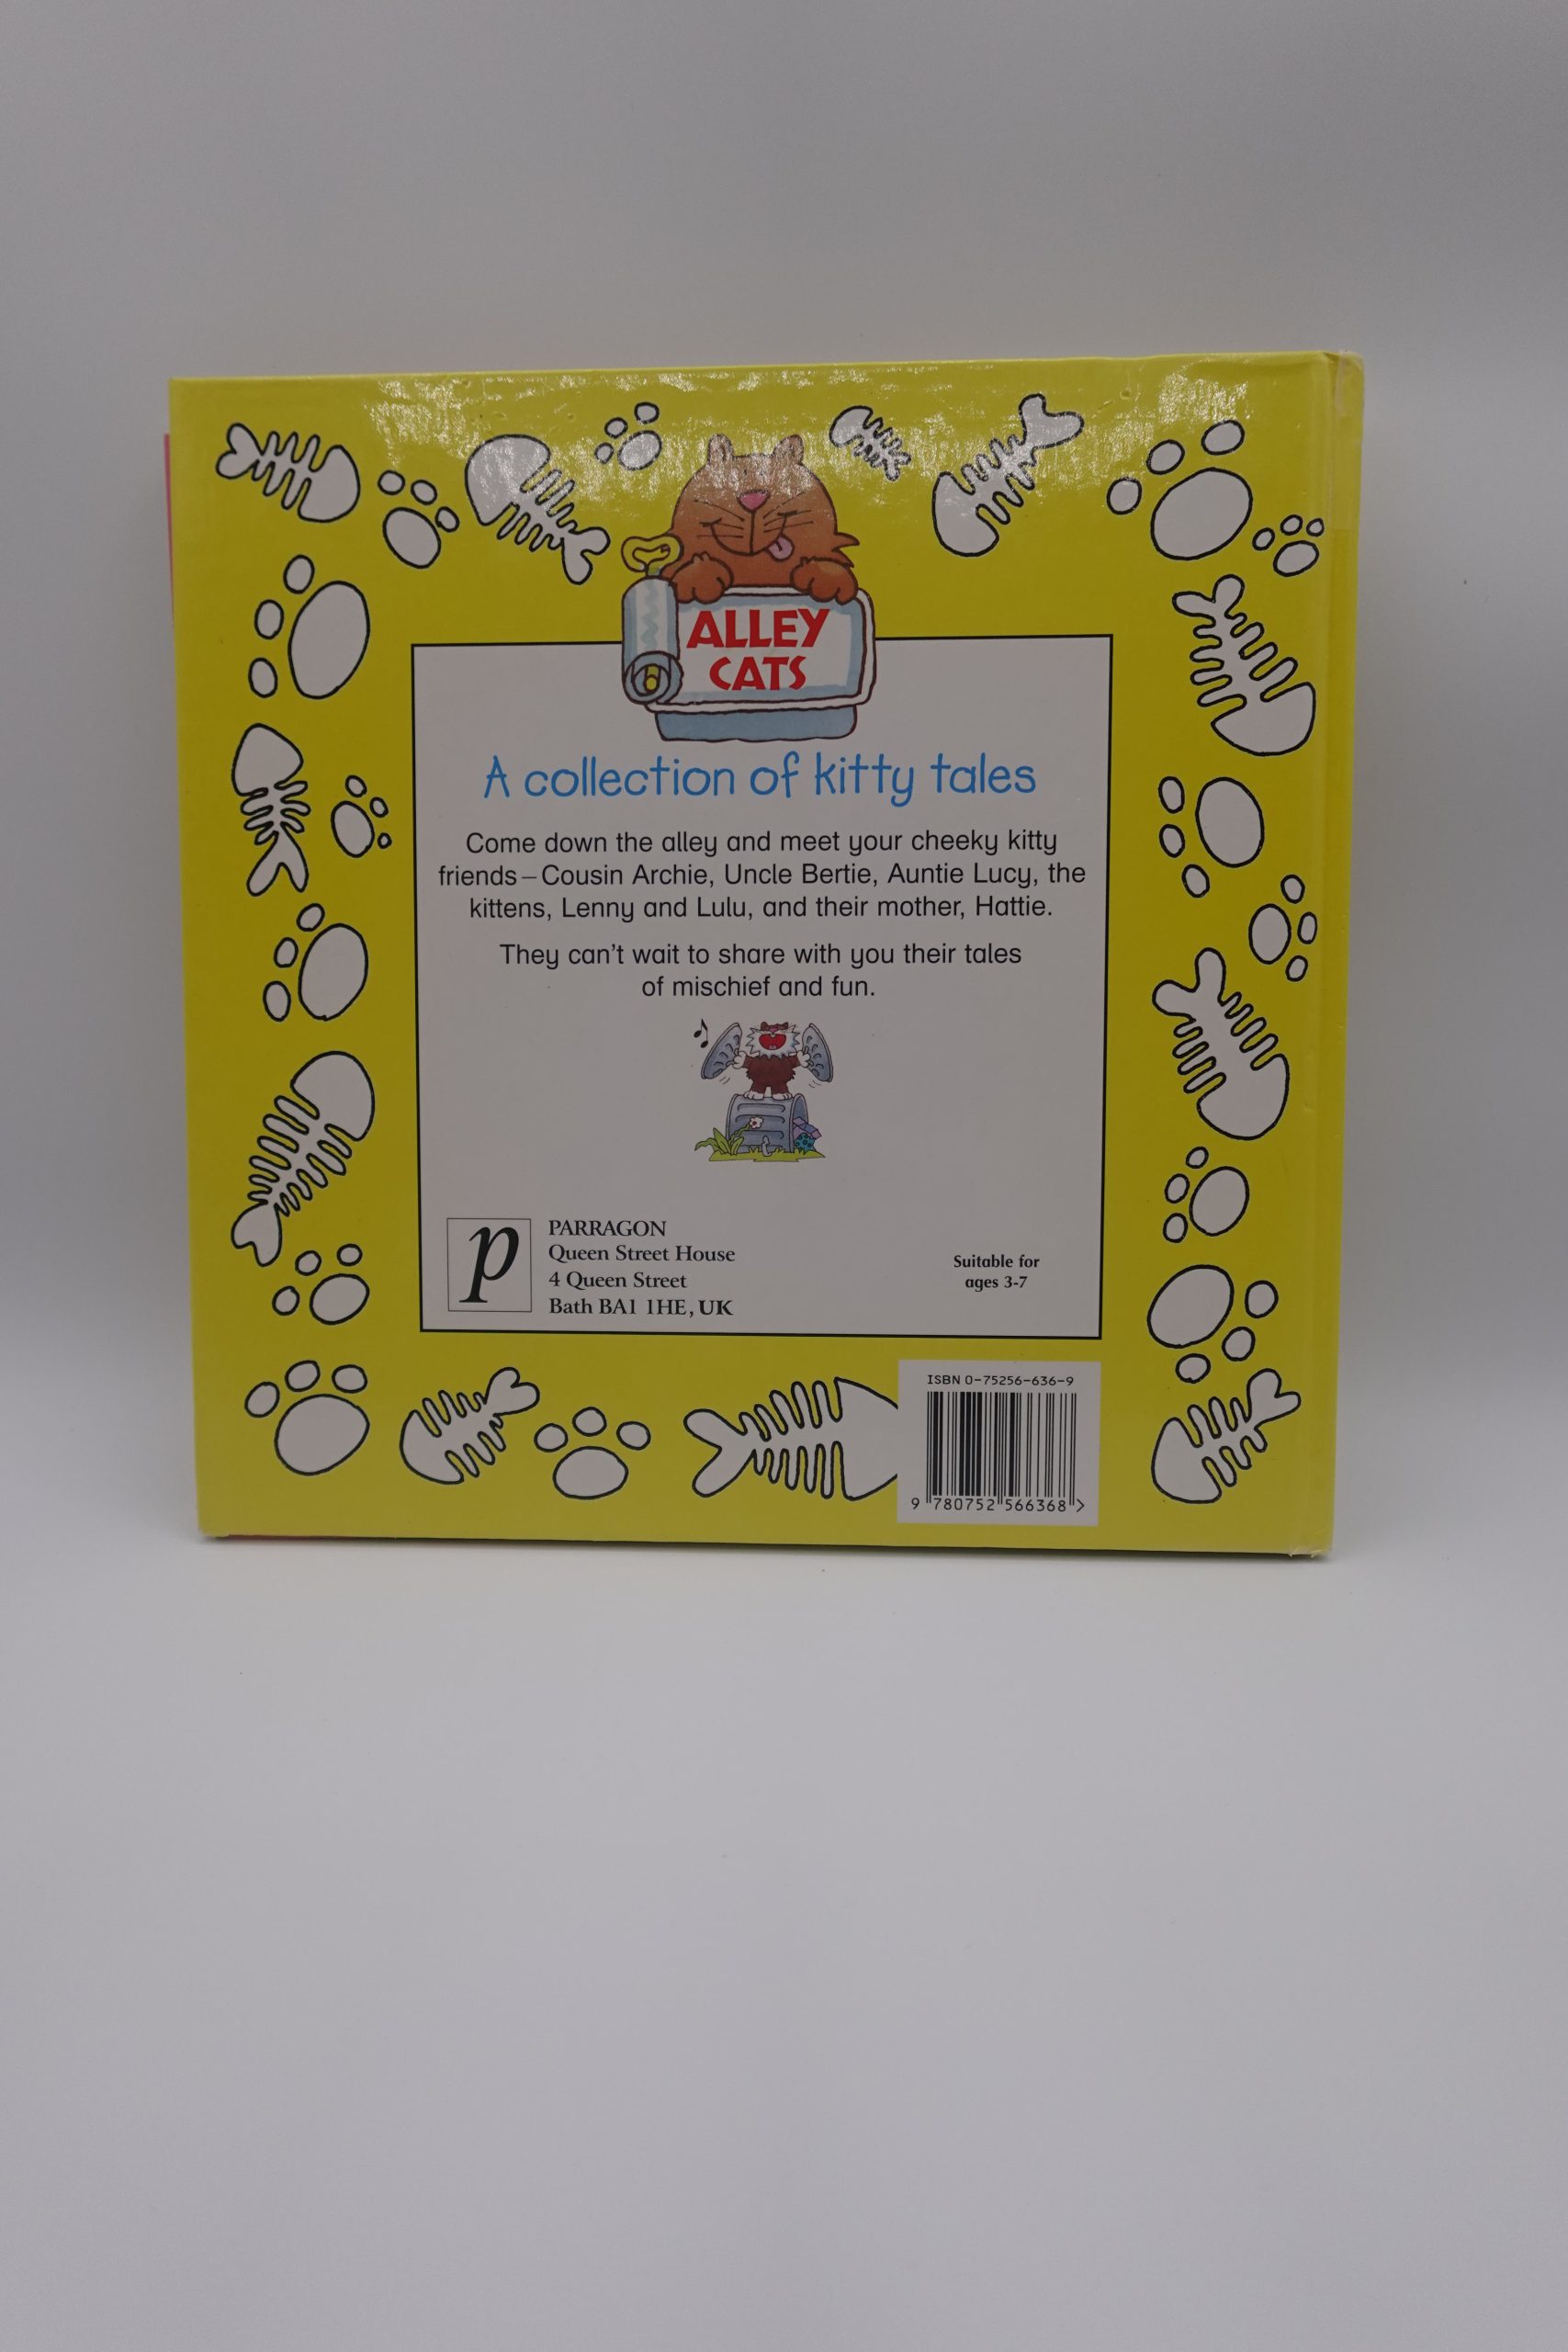 ALLEY
CATS
A collection of kitty tales
Come down the alley and meet your cheeky kitty
friends – Cousin Archie, Uncle Bertie, Auntie Lucy, the
kittens, Lenny and Lulu, and their mother, Hattie.
They can't wait to share with you their tales
of mischief and fun.
p
PARRAGON
Queen Street House
4 Queen Street
Bath BA1 1HE, UK
Suitable for
ages 3-7
ISBN 0-75256-636-9
9 780752 566368 >